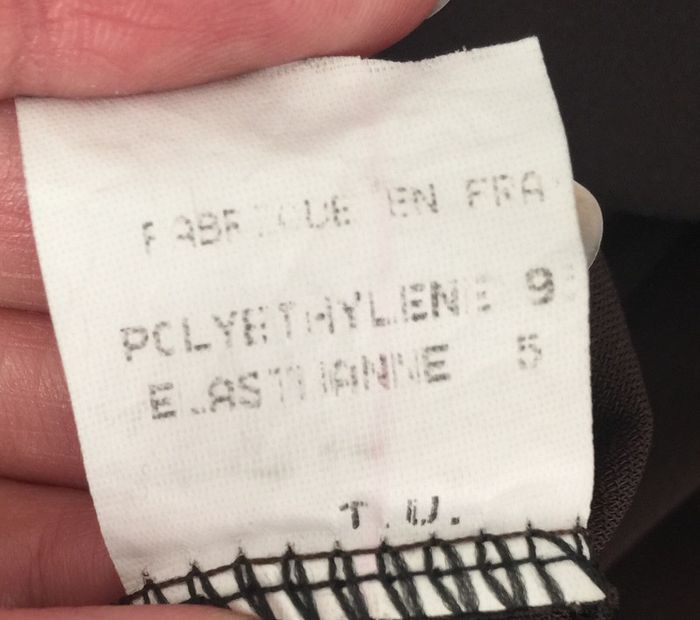 FABRIQUE EN FRA
POLYETHYLENE 9
ELASTHANNE 5
T.U.